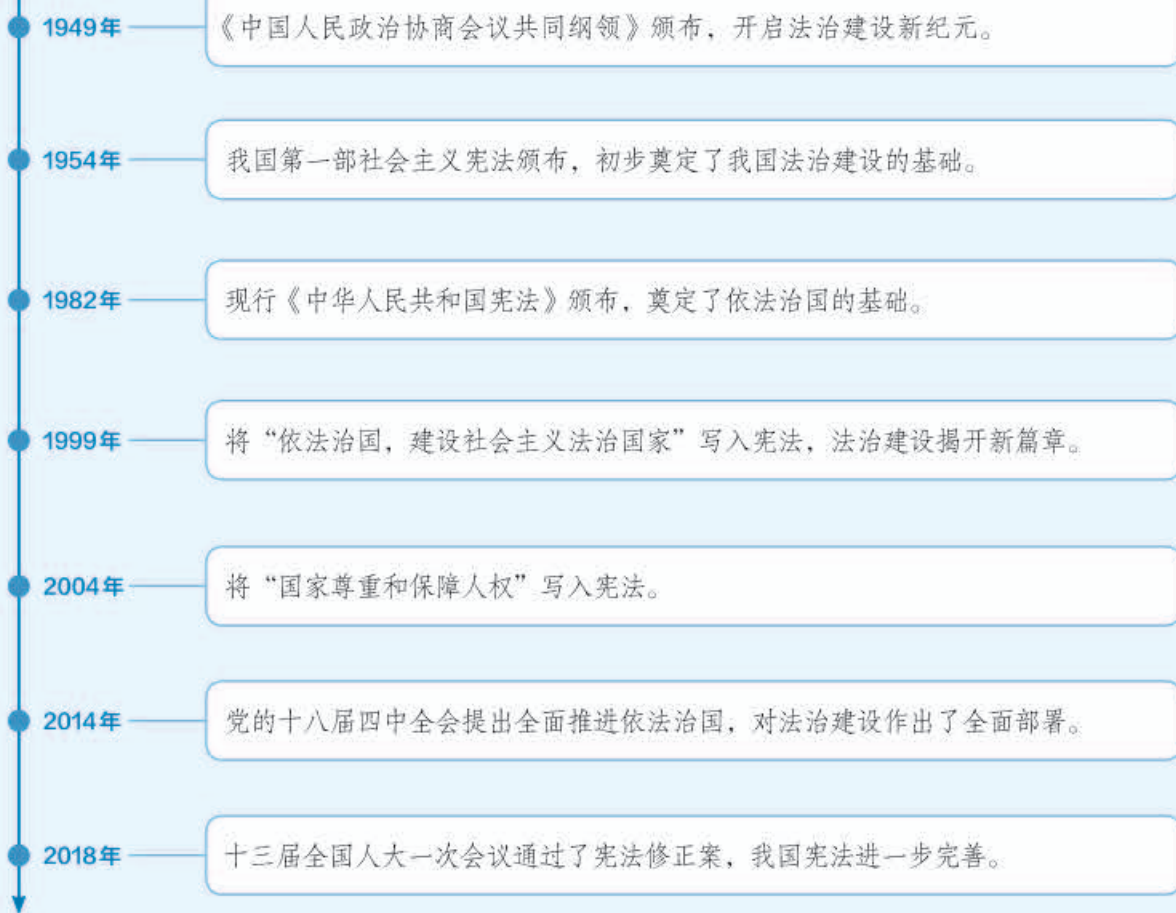 1949年 《中国人民政治协商会议共同纲领》颁布，开启法治建设新纪元。
1954年 我国第一部社会主义宪法颁布，初步奠定了我国法治建设的基础。
1982年 现行《中华人民共和国宪法》颁布，奠定了依法治国的基础。
1999年 将“依法治国，建设社会主义法治国家”写入宪法，法治建设揭开新篇章。
2004年 将“国家尊重和保障人权”写入宪法。
2014年 党的十八届四中全会提出全面推进依法治国，对法治建设作出了全面部署。
2018年 十三届全国人大一次会议通过了宪法修正案，我国宪法进一步完善。